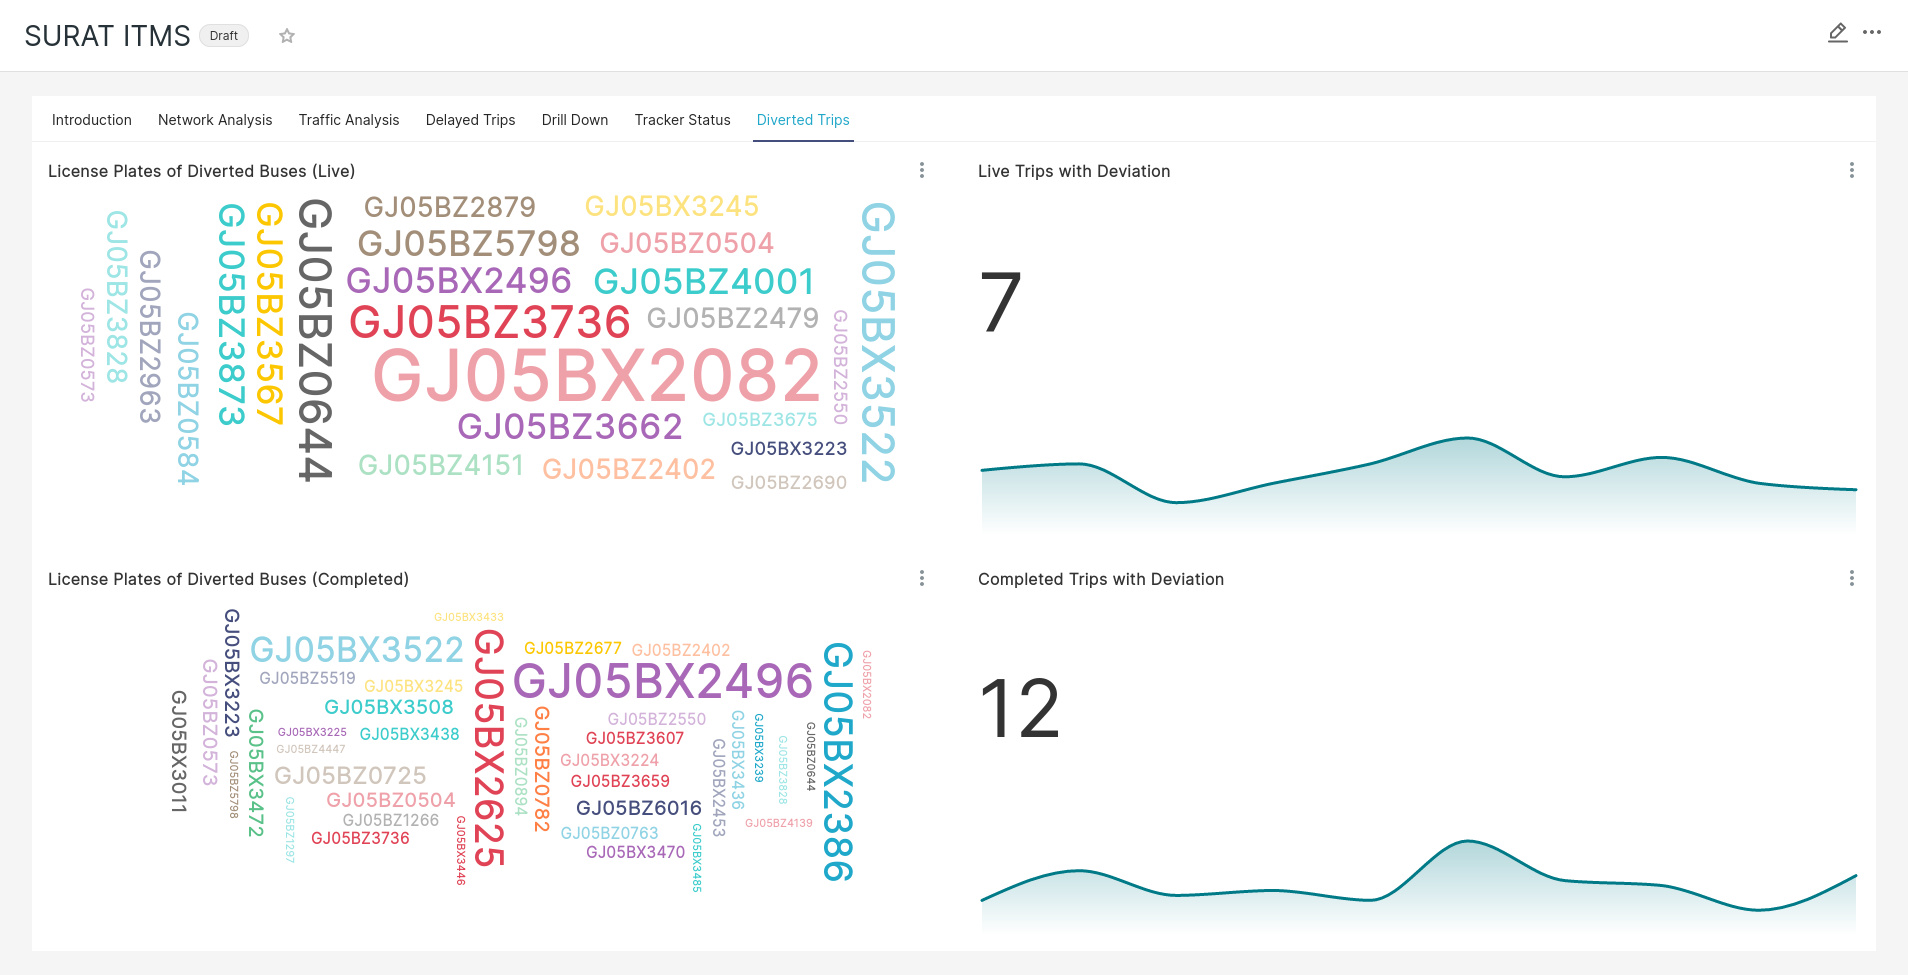 SURAT ITMS Draft
Introduction Network Analysis Traffic Analysis Delayed Trips Drill Down Tracker Status Diverted Trips
License Plates of Diverted Buses (Live)
GJ05BZ0573
GJ05BZ3828
GJ05BZ2963
GJ05BZ0584
GJ05BZ3873
GJ05BZ3567
GJ05BZ0644
GJ05BZ2879
GJ05BX3245
GJ05BZ5798
GJ05BZ0504
GJ05BX2496
GJ05BZ4001
GJ05BZ3736
GJ05BZ2479
GJ05BX2082
GJ05BZ3662
GJ05BZ3675
GJ05BX3223
GJ05BZ4151
GJ05BZ2402
GJ05BZ2690
GJ05BZ2550
GJ05BX3522
Live Trips with Deviation
7
License Plates of Diverted Buses (Completed)
GJ05BX3011
GJ05BZ0573
GJ05BX3223
GJ05BZ5798
GJ05BX3472
GJ05BX3433
GJ05BX3522
GJ05BZ5519
GJ05BX3245
GJ05BX3508
GJ05BX3225
GJ05BX3438
GJ05BZ4447
GJ05BZ0725
GJ05BZ0504
GJ05BZ1266
GJ05BZ3736
GJ05BZ1297
GJ05BX3446
GJ05BX2625
GJ05BZ2677
GJ05BZ2402
GJ05BX2496
GJ05BZ0894
GJ05BZ0782
GJ05BZ2550
GJ05BZ3607
GJ05BX3224
GJ05BZ3659
GJ05BZ6016
GJ05BZ0763
GJ05BX3470
GJ05BX3485
GJ05BX2453
GJ05BX3436
GJ05BX3239
GJ05BZ3828
GJ05BZ0644
GJ05BZ4139
GJ05BX2386
GJ05BX2082
Completed Trips with Deviation
12